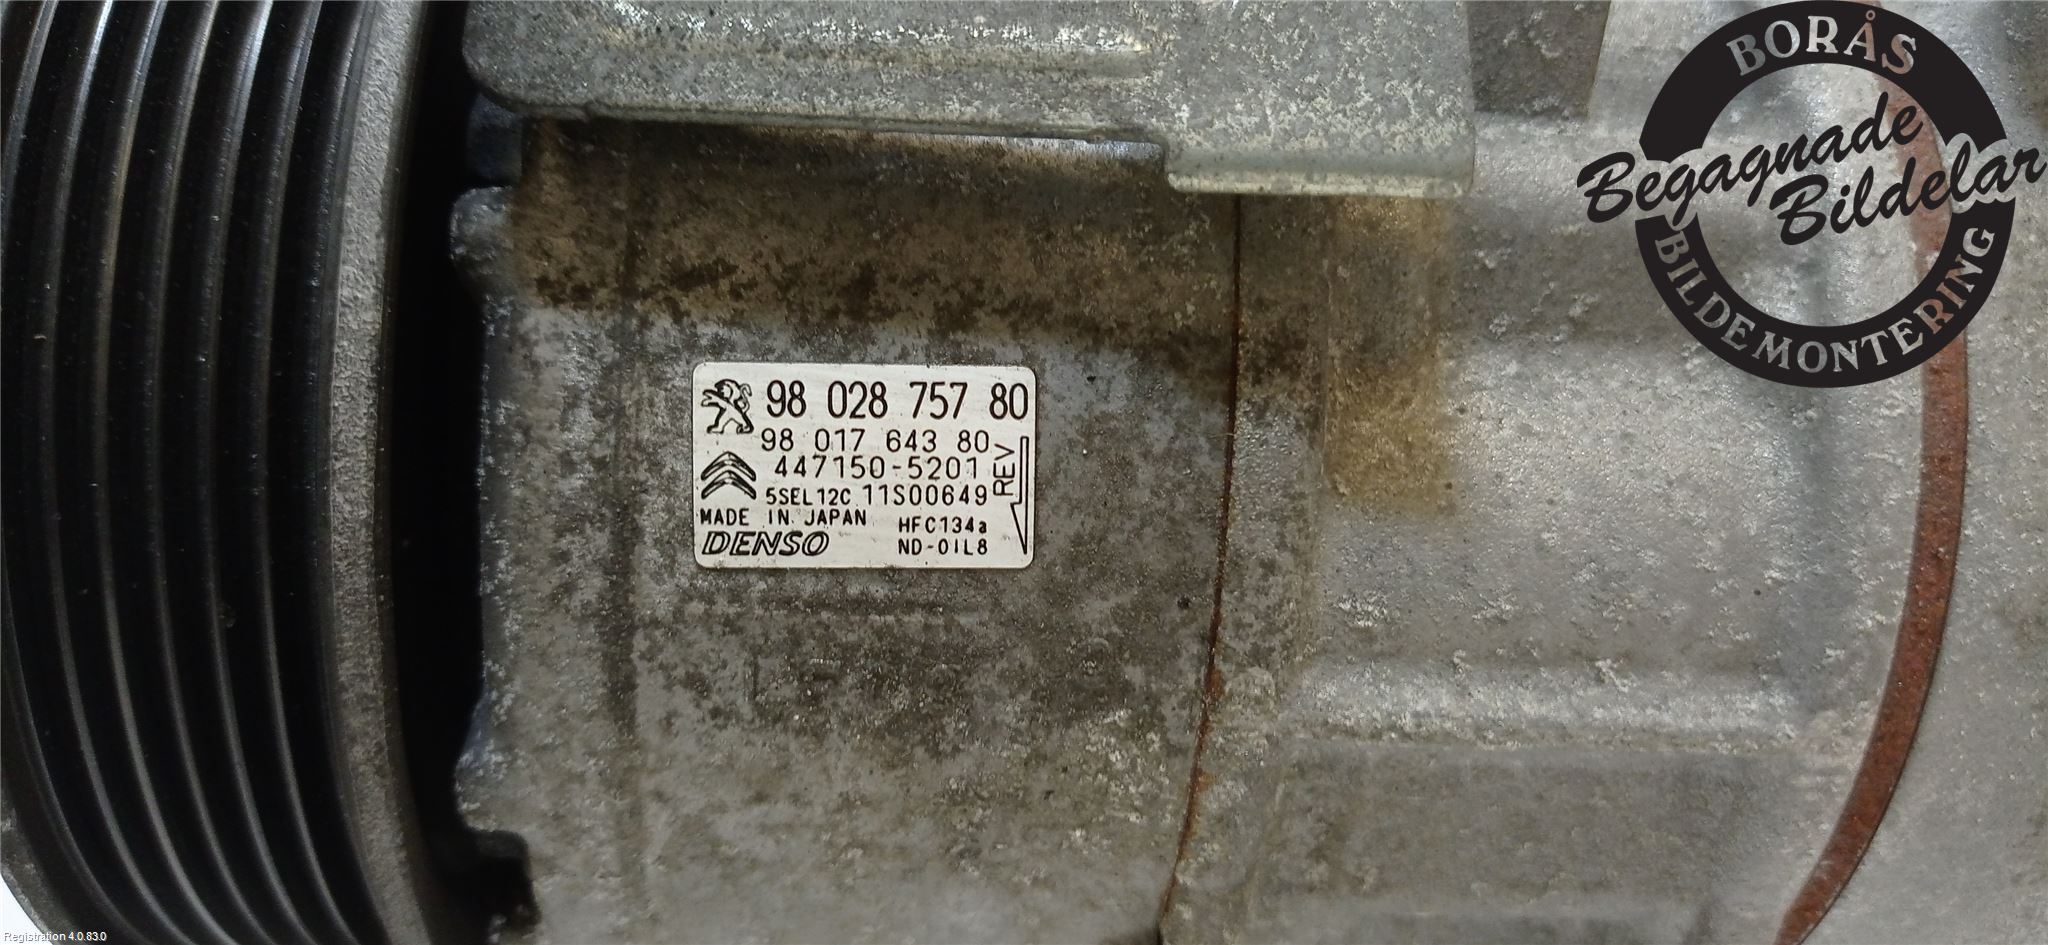 BORÅS
Begagnade
Bildelar
BILDEMONTERING
98 028 757 80
98 017 643 80
447150-5201
5SEL12C 11S00649
REV
MADE IN JAPAN
HFC134a
DENSO
ND-OIL8
Registration 4.0.83.0